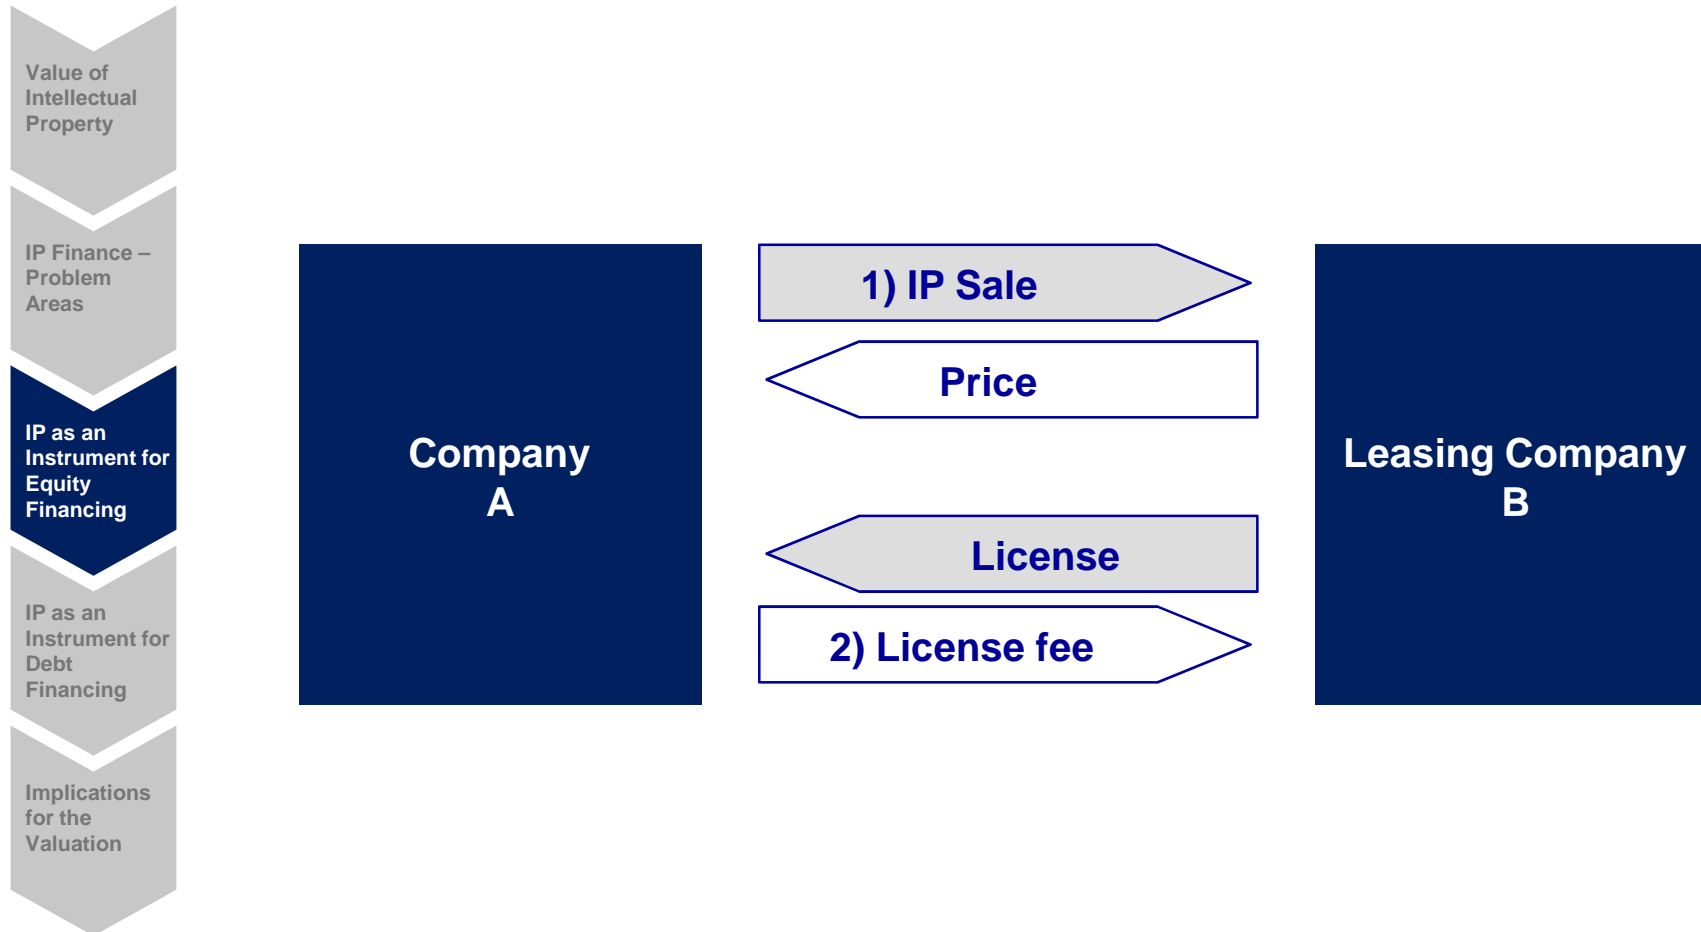 Value of
Intellectual
Property
IP Finance –
Problem
Areas
IP as an
Instrument for
Equity
Financing
IP as an
Instrument for
Debt
Financing
Implications
for the
Valuation
Company
A
1) IP Sale
Price
License
2) License fee
Leasing Company
B